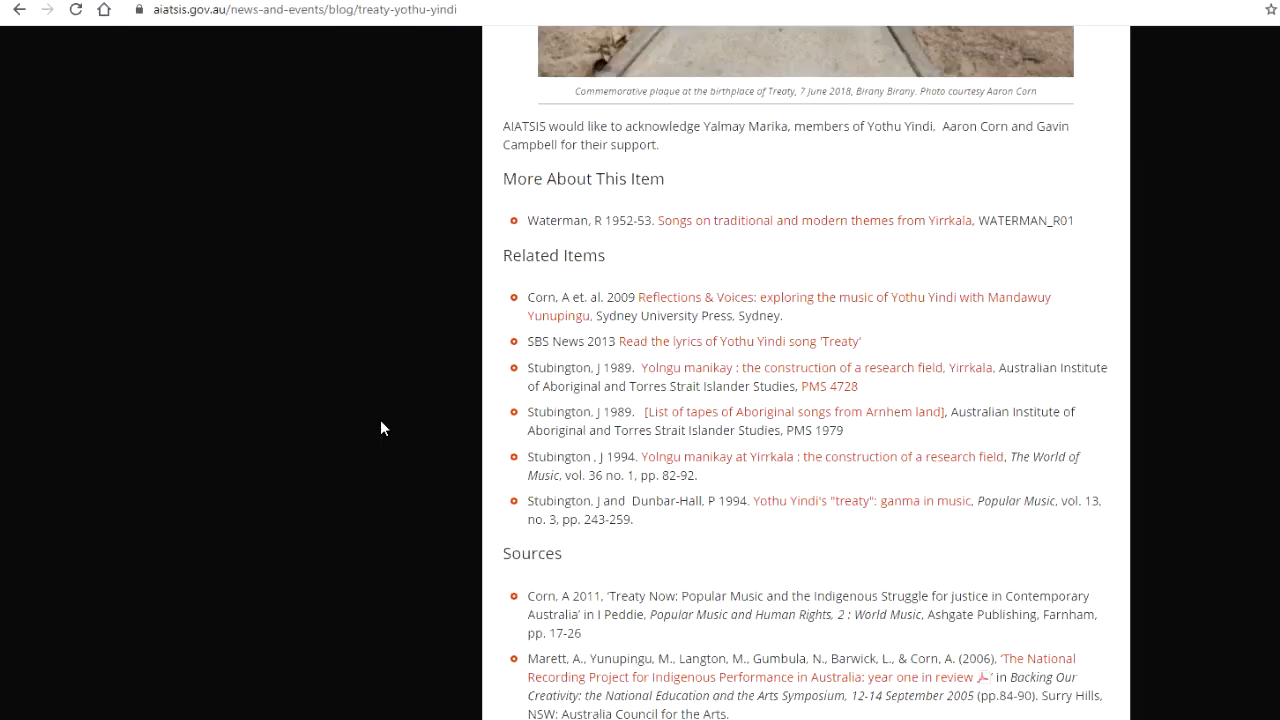 aiatsis.gov.au/news-and-events/blog/treaty-yothu-yindi
Commemorative plaque at the birthplace of Treaty, 7 June 2018, Birany Birany. Photo courtesy Aaron Corn
AIATSIS would like to acknowledge Yalmay Marika, members of Yothu Yindi, Aaron Corn and Gavin
Campbell for their support.
More About This Item
Waterman, R 1952-53. Songs on traditional and modern themes from Yirrkala, WATERMAN_R01
Related Items
Corn, A et. al. 2009 Reflections & Voices: exploring the music of Yothu Yindi with Mandawuy
Yunupingu, Sydney University Press, Sydney.
SBS News 2013 Read the lyrics of Yothu Yindi song 'Treaty'
Stubington, J 1989. Yolngu manikay : the construction of a research field, Yirrkala, Australian Institute
of Aboriginal and Torres Strait Islander Studies, PMS 4728
Stubington, J 1989. [List of tapes of Aboriginal songs from Arnhem land], Australian Institute of
Aboriginal and Torres Strait Islander Studies, PMS 1979
Stubington , J 1994. Yolngu manikay at Yirrkala : the construction of a research field, The World of
Music, vol. 36 no. 1, pp. 82-92.
Stubington, J and Dunbar-Hall, P 1994. Yothu Yindi's "treaty": ganma in music, Popular Music, vol. 13,
no. 3, pp. 243-259.
Sources
Corn, A 2011, 'Treaty Now: Popular Music and the Indigenous Struggle for justice in Contemporary
Australia' in I Peddie, Popular Music and Human Rights, 2 : World Music, Ashgate Publishing, Farnham,
pp. 17-26
Marett, A., Yunupingu, M., Langton, M., Gumbula, N., Barwick, L., & Corn, A. (2006), 'The National
Recording Project for Indigenous Performance in Australia: year one in review ' in Backing Our
Creativity: the National Education and the Arts Symposium, 12-14 September 2005 (pp.84-90). Surry Hills,
NSW: Australia Council for the Arts.